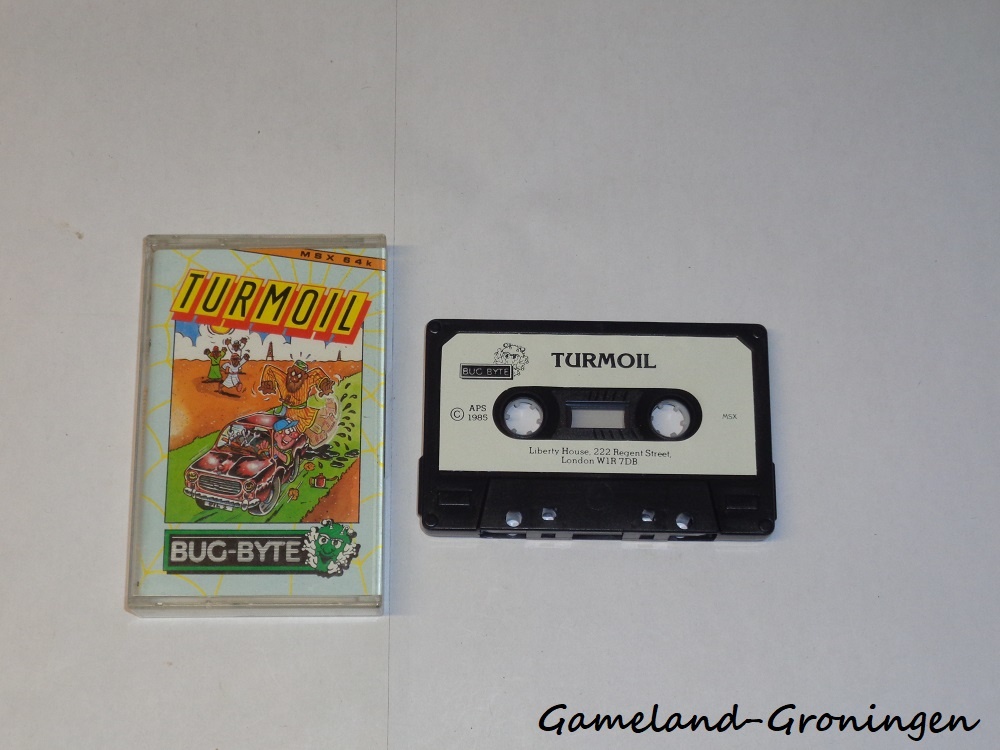 MSX 64k
TURMOIL
BUG-BYTE
BUG BYTE
TURMOIL
© APS
1985
MSX
Liberty House, 222 Regent Street,
London W1R 7DB
Gameland-Groningen